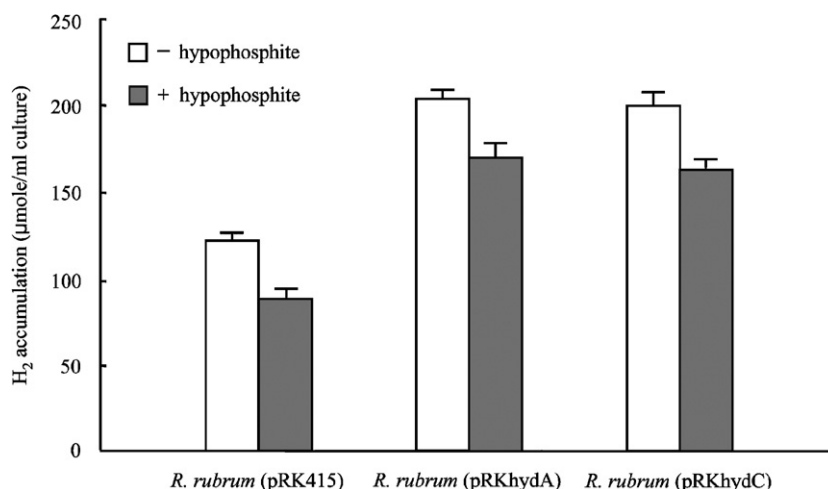 250
200
150
100
50
0
H₂ accumulation (μmole/ml culture)
− hypophosphite
+ hypophosphite
R. rubrum (pRK415) R. rubrum (pRKhydA) R. rubrum (pRKhydC)